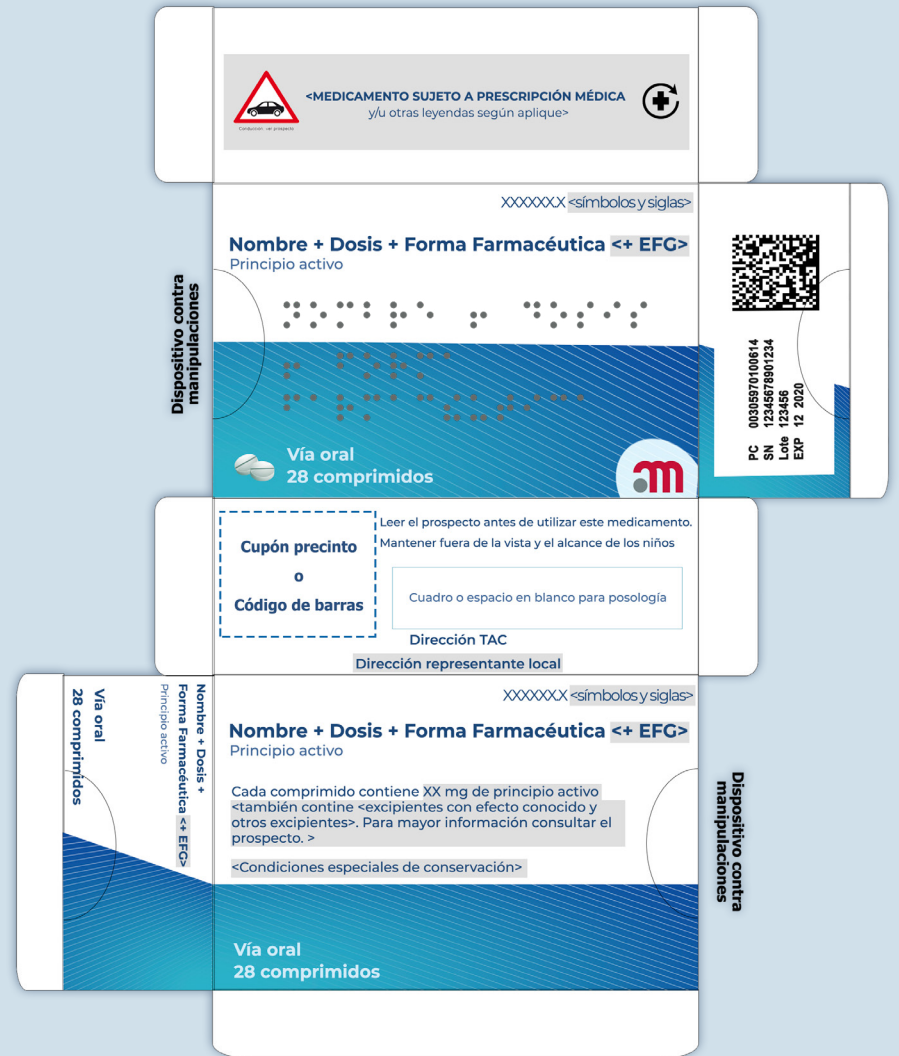 Conducción: ver prospecto
<MEDICAMENTO SUJETO A PRESCRIPCIÓN MÉDICA
y/u otras leyendas según aplique>
XXXXXX.X <símbolos y siglas>
Nombre + Dosis + Forma Farmacéutica <+ EFG>
Principio activo
Dispositivo contra
manipulaciones
Vía oral
28 comprimidos
PC 00305970100614
SN 12345678901234
Lote 123456
EXP 12 2020
Cupón precinto
o
Código de barras
Leer el prospecto antes de utilizar este medicamento.
Mantener fuera de la vista y el alcance de los niños
Cuadro o espacio en blanco para posología
Dirección TAC
Dirección representante local
Nombre + Dosis +
Forma Farmacéutica <+ EFG>
Principio activo
Vía oral
28 comprimidos
XXXXXX.X <símbolos y siglas>
Nombre + Dosis + Forma Farmacéutica <+ EFG>
Principio activo
Cada comprimido contiene XX mg de principio activo
<también contine <excipientes con efecto conocido y
otros excipientes>. Para mayor información consultar el
prospecto. >
<Condiciones especiales de conservación>
Vía oral
28 comprimidos
Dispositivo contra
manipulaciones